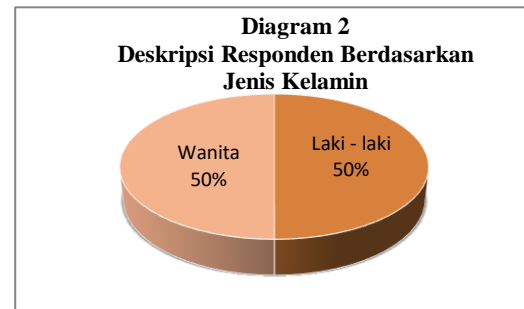 Diagram 2
Deskripsi Responden Berdasarkan
Jenis Kelamin
Wanita
50%
Laki - laki
50%